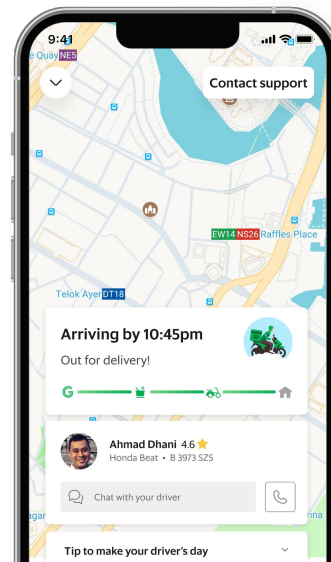 9:41
e Quay NE5
Contact support
EW14 NS26 Raffles Place
Telok Ayer DT18
Arriving by 10:45pm
Out for delivery!
G
Ahmad Dhani 4.6
Honda Beat • B 3973 SZS
Chat with your driver
agar
rina
Tip to make your driver's day